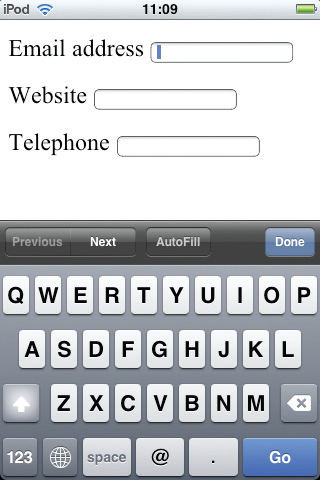 iPod 11:09
Email address
Website
Telephone
Previous Next AutoFill Done
Q W E R T Y U I O P
A S D F G H J K L
Z X C V B N M
123 space @ . Go